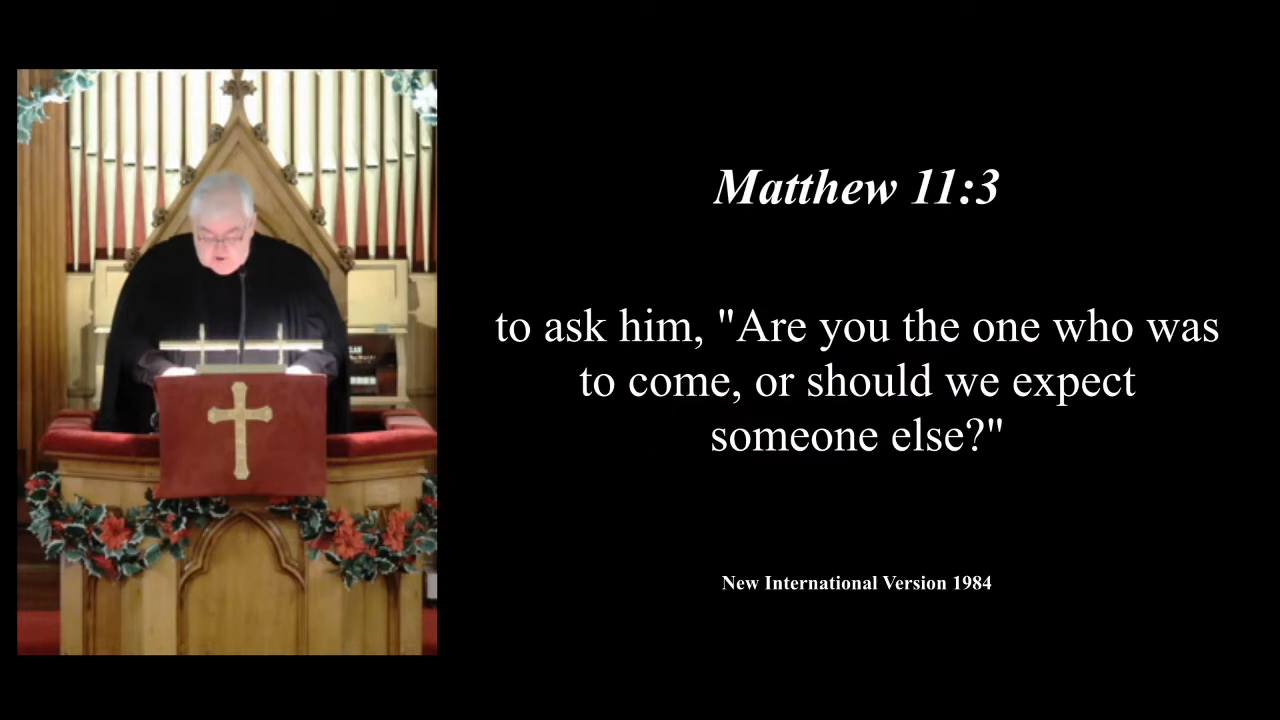 Matthew 11:3
to ask him, "Are you the one who was
to come, or should we expect
someone else?"
New International Version 1984